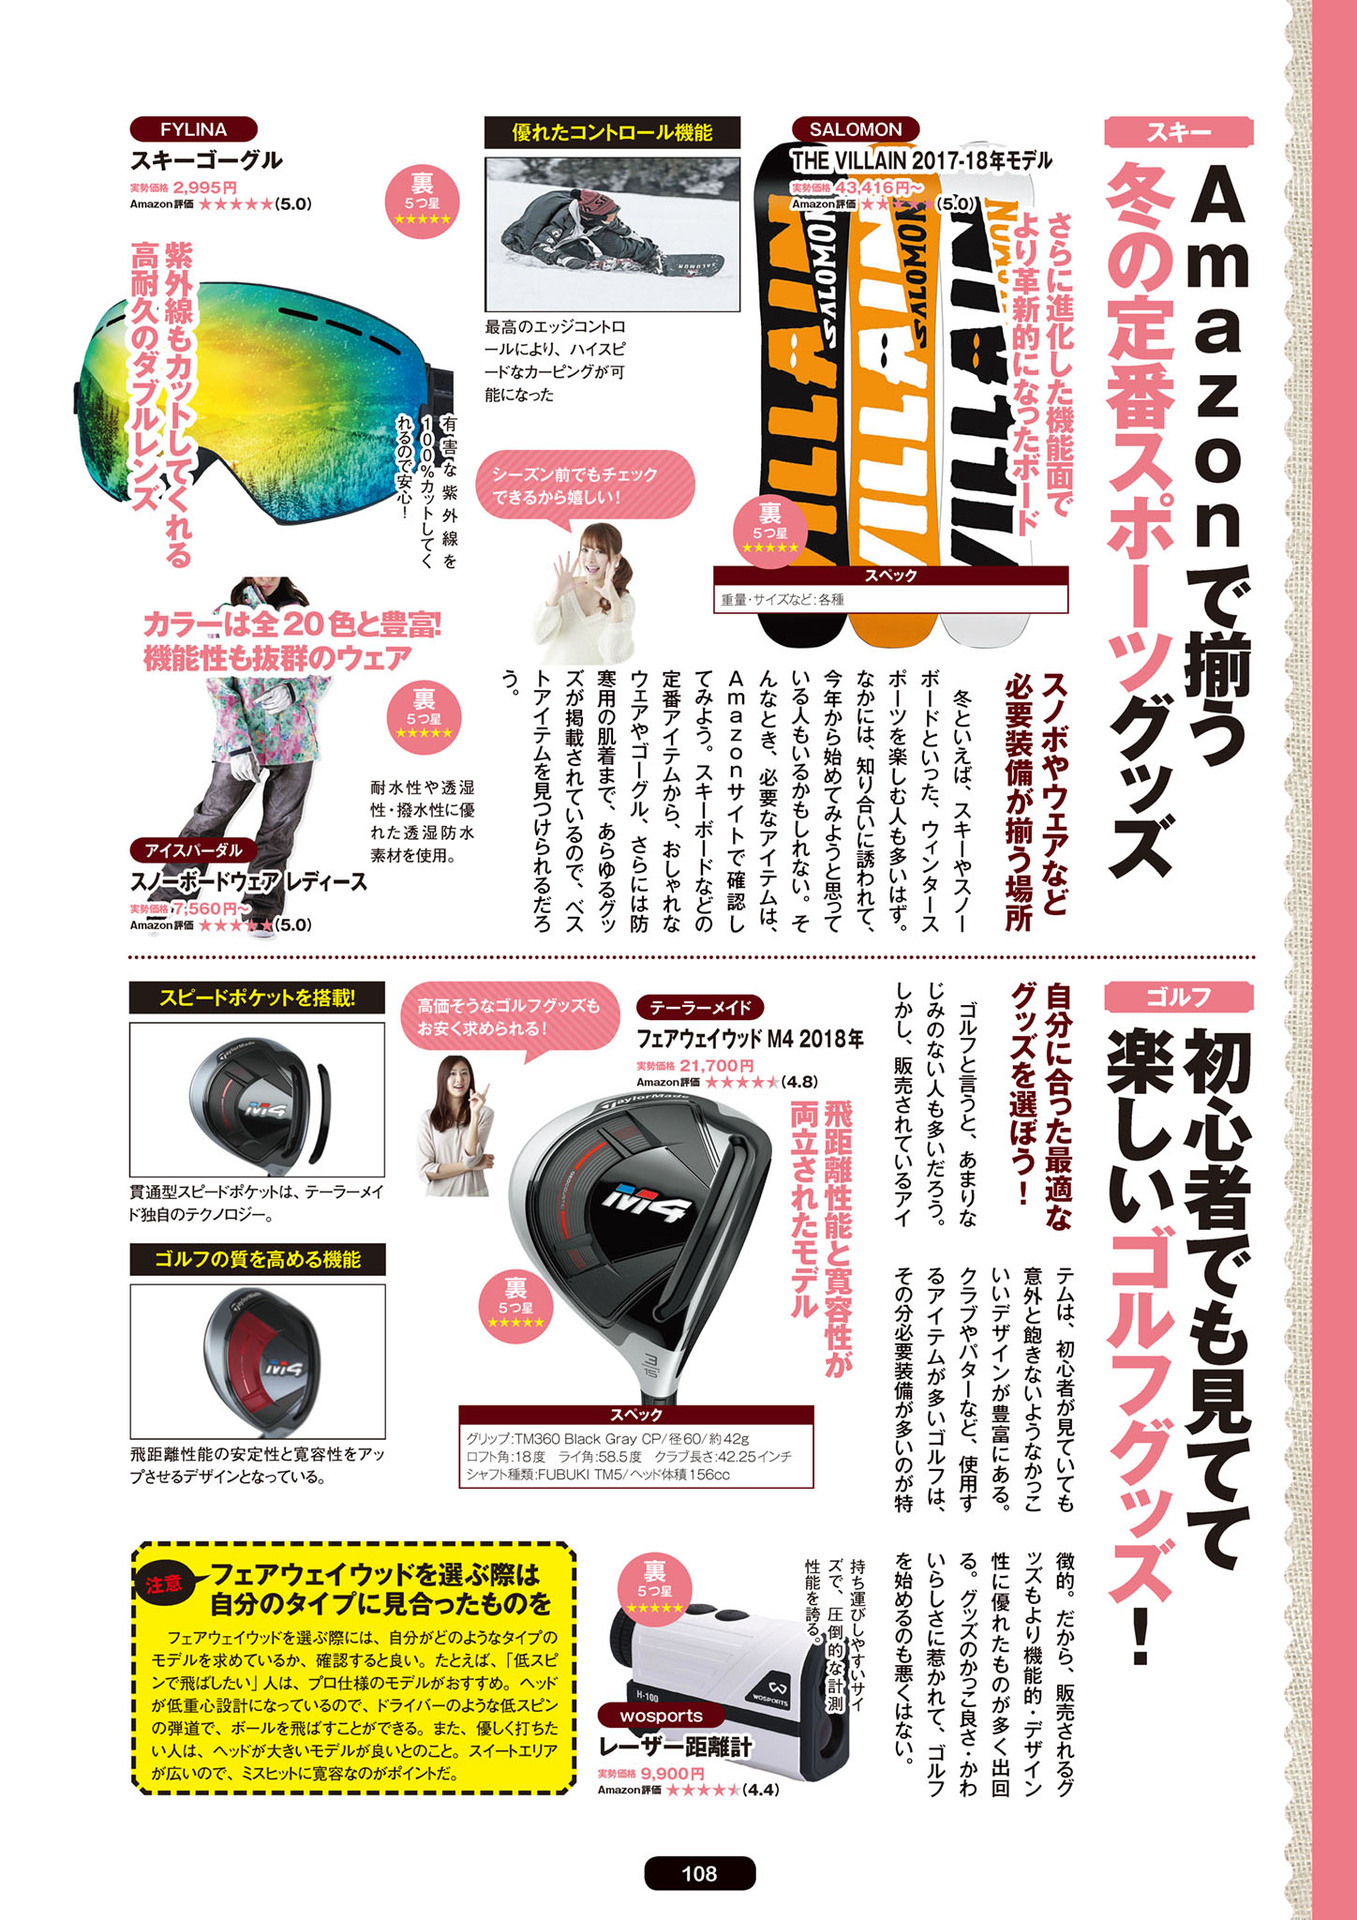 スキー
Amazonで揃う
冬の定番スポーツグッズ
SALOMON
THE VILLAIN 2017-18年モデル
実勢価格 43,416円〜
Amazon評価 ★★★★★(5.0)
さらに進化した機能面で
より革新的になったボード
VILLAIN
SALOMON
VILLAIN
SALOMON
VILLAIN
裏
5つ星
★★★★★
スペック
重量・サイズなど：各種
優れたコントロール機能
最高のエッジコントロ
ールにより、ハイスピ
ードなカービングが可
能になった
シーズン前でもチェック
できるから嬉しい！
FYLINA
スキーゴーグル
実勢価格 2,995円
Amazon評価 ★★★★★(5.0)
裏
5つ星
★★★★★
紫外線もカットしてくれる
高耐久のダブルレンズ
有害な紫外線を
100%カットしてく
れるので安心！
カラーは全20色と豊富！
機能性も抜群のウェア
裏
5つ星
★★★★★
耐水性や透湿
性・撥水性に優
れた透湿防水
素材を使用。
アイスパーダル
スノーボードウェア レディース
実勢価格 7,560円〜
Amazon評価 ★★★★★(5.0)
スノボやウェアなど
必要装備が揃う場所
冬といえば、スキーやスノー
ボードといった、ウィンタース
ポーツを楽しむ人も多いはず。
なかには、知り合いに誘われて、
今年から始めてみようと思って
いる人もいるかもしれない。そ
んなとき、必要なアイテムは、
Amazonサイトで確認し
てみよう。スキーボードなどの
定番アイテムから、おしゃれな
ウェアやゴーグル、さらには防
寒用の肌着まで、あらゆるグッ
ズが掲載されているので、ベス
トアイテムを見つけられるだろ
う。
ゴルフ
初心者でも見てて
楽しいゴルフグッズ！
自分に合った最適な
グッズを選ぼう！
ゴルフと言うと、あまりな
じみのない人も多いだろう。
しかし、販売されているアイ
テムは、初心者が見ていても
意外と飽きないようなかっこ
いいデザインが豊富にある。
クラブやパターなど、使用す
るアイテムが多いゴルフは、
その分必要装備が多いのが特
徴的。だから、販売されるグ
ッズもより機能的・デザイン
性に優れたものが多く出回
る。グッズのかっこ良さ・かわ
いらしさに惹かれて、ゴルフ
を始めるのも悪くはない。
テーラーメイド
フェアウェイウッド M4 2018年
実勢価格 21,700円
Amazon評価 ★★★★★(4.8)
飛距離性能と寛容性が
両立されたモデル
TaylorMade
M4
3
15°
裏
5つ星
★★★★★
スペック
グリップ：TM360 Black Gray CP/径60/約42g
ロフト角：18度　ライ角：58.5度　クラブ長さ：42.25インチ
シャフト種類：FUBUKI TM5/ヘッド体積156cc
高価そうなゴルフグッズも
お安く求められる！
スピードポケットを搭載！
TaylorMade
M4
貫通型スピードポケットは、テーラーメイ
ド独自のテクノロジー。
ゴルフの質を高める機能
TaylorMade
M4
飛距離性能の安定性と寛容性をアッ
プさせるデザインとなっている。
裏
5つ星
★★★★★
持ち運びしやすいサイ
ズで、圧倒的な計測
性能を誇る。
H-100
WOSPORTS
wosports
レーザー距離計
実勢価格 9,900円
Amazon評価 ★★★★★(4.4)
注意
フェアウェイウッドを選ぶ際は
自分のタイプに見合ったものを
フェアウェイウッドを選ぶ際には、自分がどのようなタイプの
モデルを求めているか、確認すると良い。たとえば、「低スピ
ンで飛ばしたい」人は、プロ仕様のモデルがおすすめ。ヘッド
が低重心設計になっているので、ドライバーのような低スピン
の弾道で、ボールを飛ばすことができる。また、優しく打ちた
い人は、ヘッドが大きいモデルが良いとのこと。スイートエリア
が広いので、ミスヒットに寛容なのがポイントだ。
108